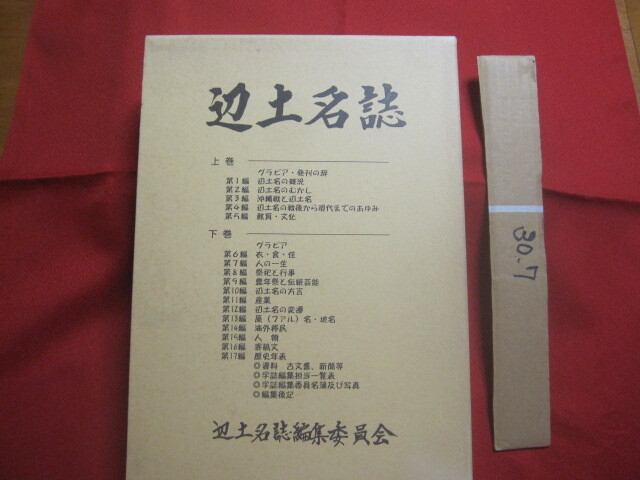 辺土名誌
上巻
グラビア・発刊の辞
第1編 辺土名の概況
第2編 辺土名のむかし
第3編 沖縄戦と辺土名
第4編 辺土名の戦後から現代までのあゆみ
第5編 教育・文化
下巻
グラビア
第6編 衣・食・住
第7編 人の一生
第8編 祭祀と行事
第9編 豊年祭と伝統芸能
第10編 辺土名の方言
第11編 産業
第12編 辺土名の変遷
第13編 原（ファル）名・地名
第14編 海外移民
第15編 人物
第16編 寄稿文
第17編 歴史年表
◎資料 古文書、新聞等
◎字誌編集担当一覧表
◎字誌編集委員名簿及び写真
◎編集後記
辺土名誌編集委員会
30.7